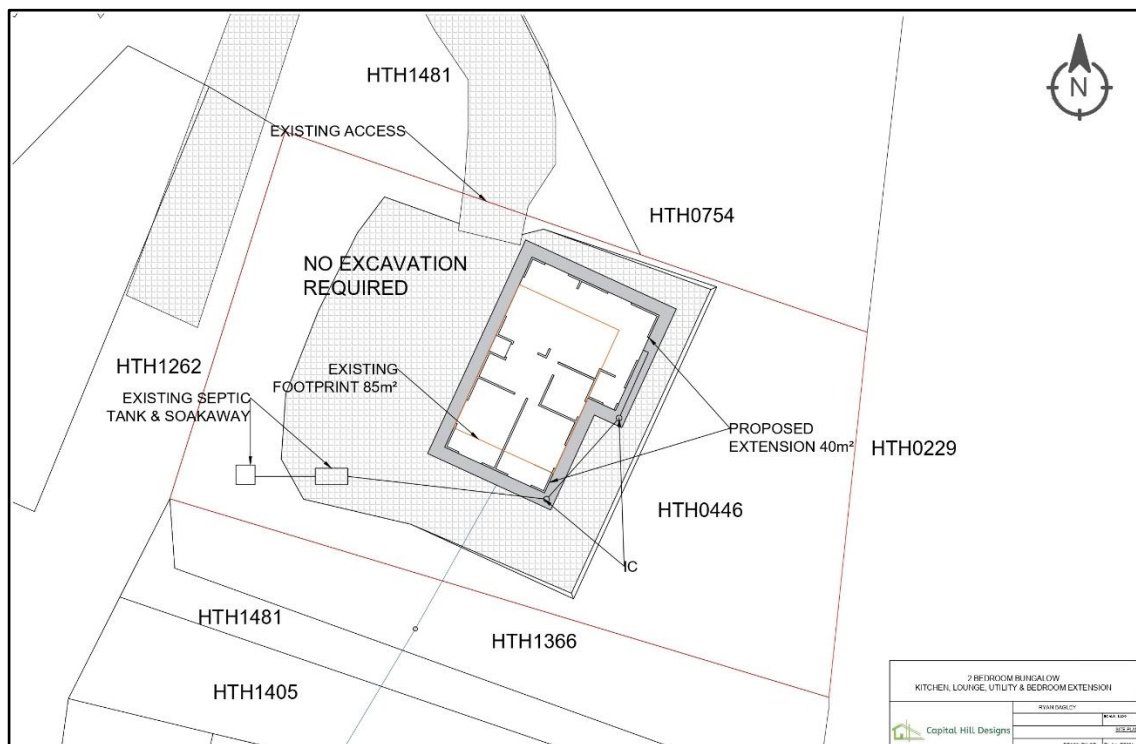 HTH1481
EXISTING ACCESS
N
HTH0754
NO EXCAVATION
REQUIRED
HTH1262
EXISTING
FOOTPRINT 85m²
EXISTING SEPTIC
TANK & SOAKAWAY
PROPOSED
EXTENSION 40m²
HTH0229
HTH0446
IC
HTH1481
HTH1366
HTH1405
2 BEDROOM BUNGALOW
KITCHEN, LOUNGE, UTILITY & BEDROOM EXTENSION
Capital Hill Designs